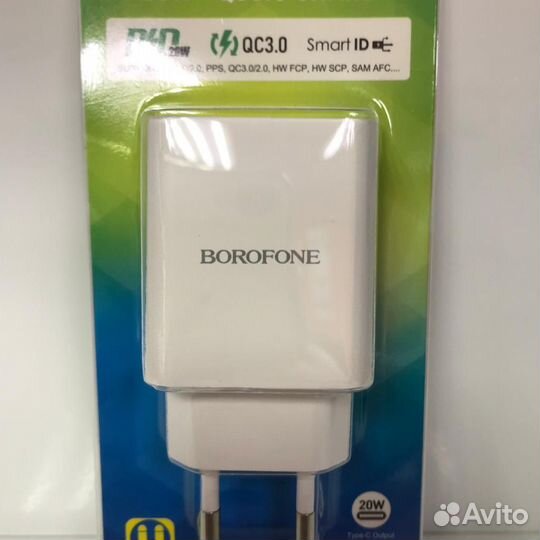 PD 20W QC3.0 Smart ID
PPS, QC3.0/2.0, HW FCP, HW SCP, SAM AFC....
BOROFONE
20W
Type-C Output
Avito